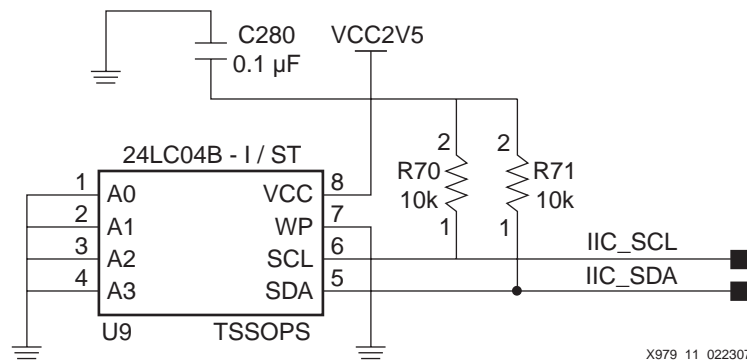 C280
0.1 µF
VCC2V5
24LC04B - I / ST
1 A0 VCC 8
2 A1 WP 7
3 A2 SCL 6
4 A3 SDA 5
U9 TSSOPS
2 2
R70 R71
10k 10k
1 1
IIC_SCL
IIC_SDA
X979_11_022307